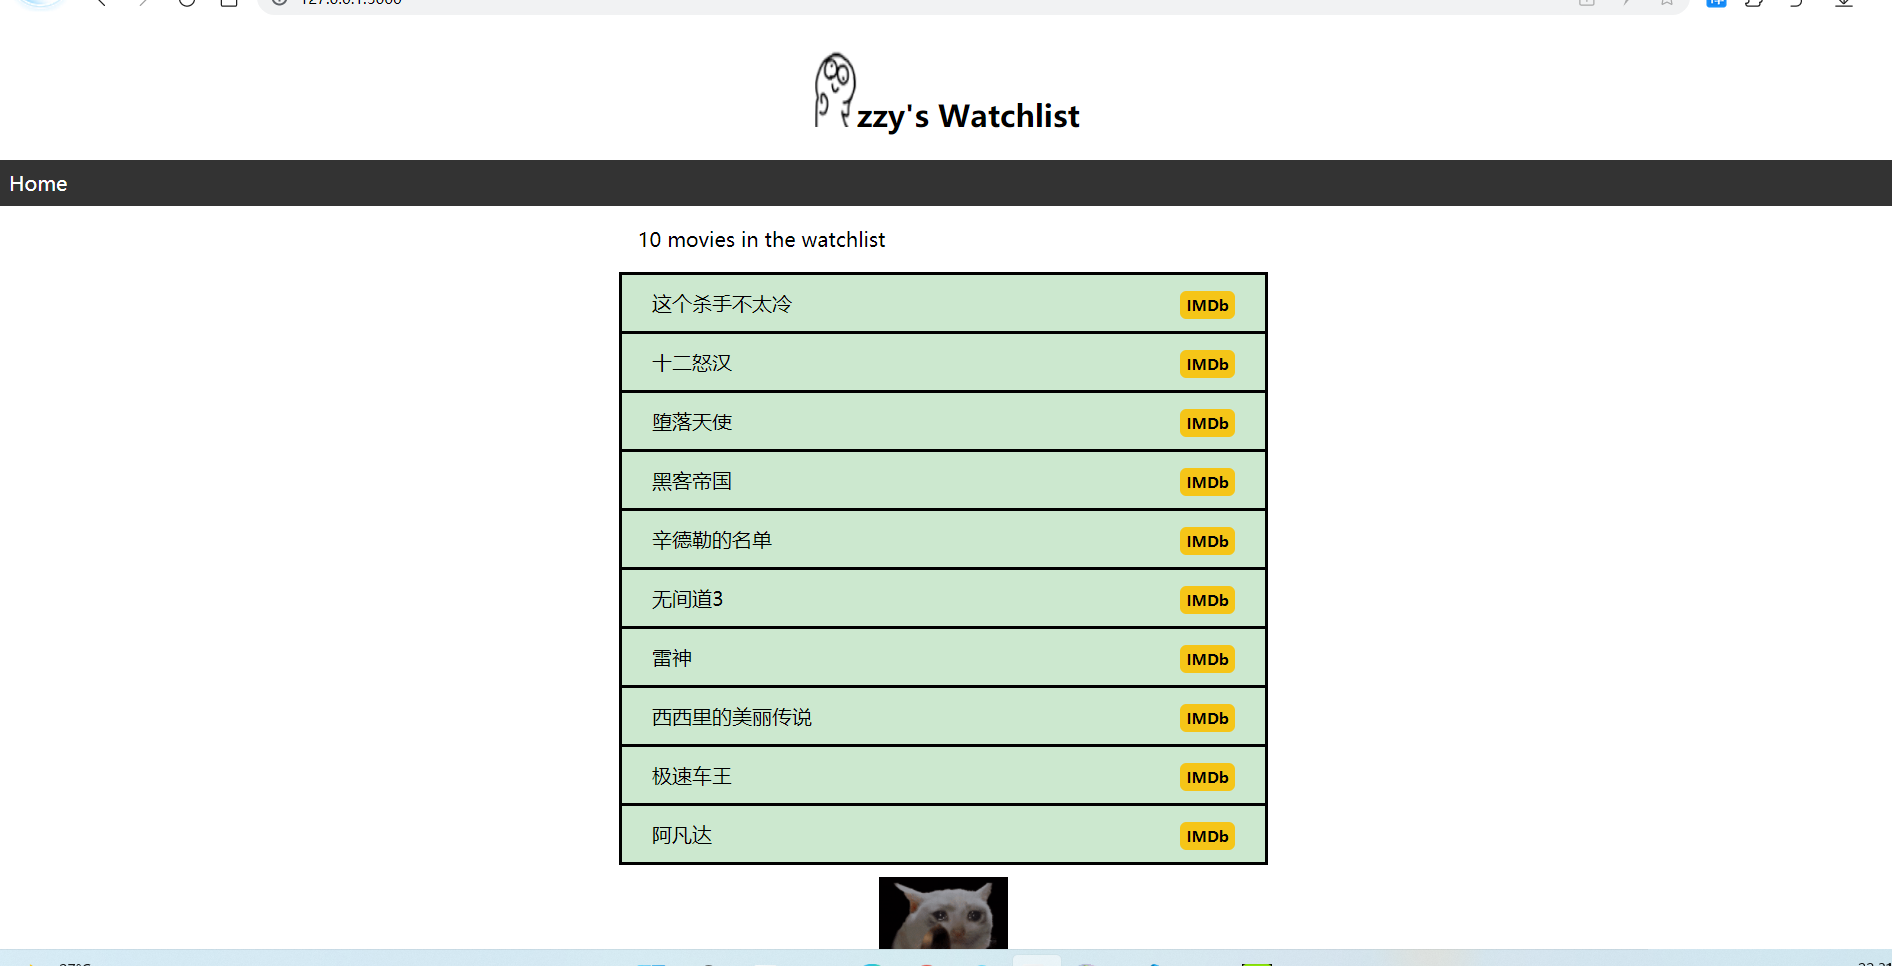 zzy's Watchlist
Home
10 movies in the watchlist
这个杀手不太冷 IMDb
十二怒汉 IMDb
堕落天使 IMDb
黑客帝国 IMDb
辛德勒的名单 IMDb
无间道3 IMDb
雷神 IMDb
西西里的美丽传说 IMDb
极速车王 IMDb
阿凡达 IMDb